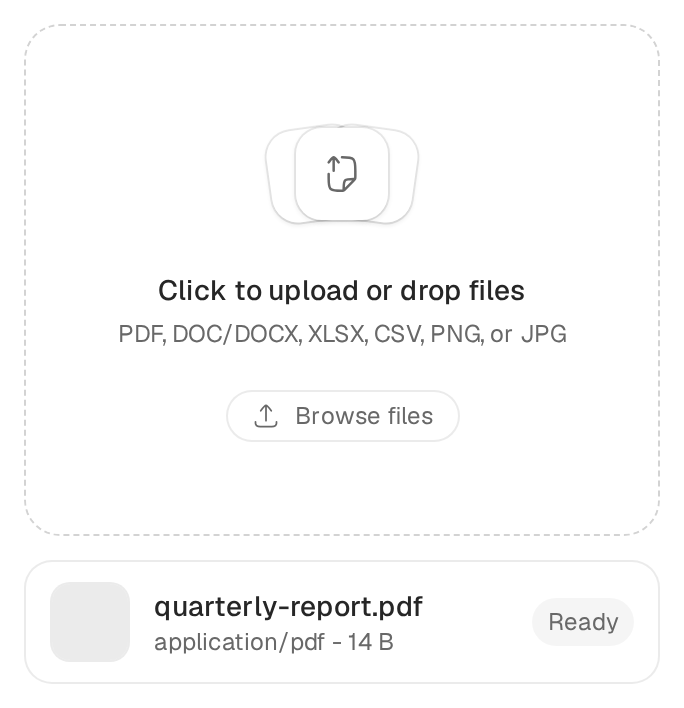 Click to upload or drop files
PDF, DOC/DOCX, XLSX, CSV, PNG, or JPG
Browse files
quarterly-report.pdf
application/pdf - 14 B
Ready